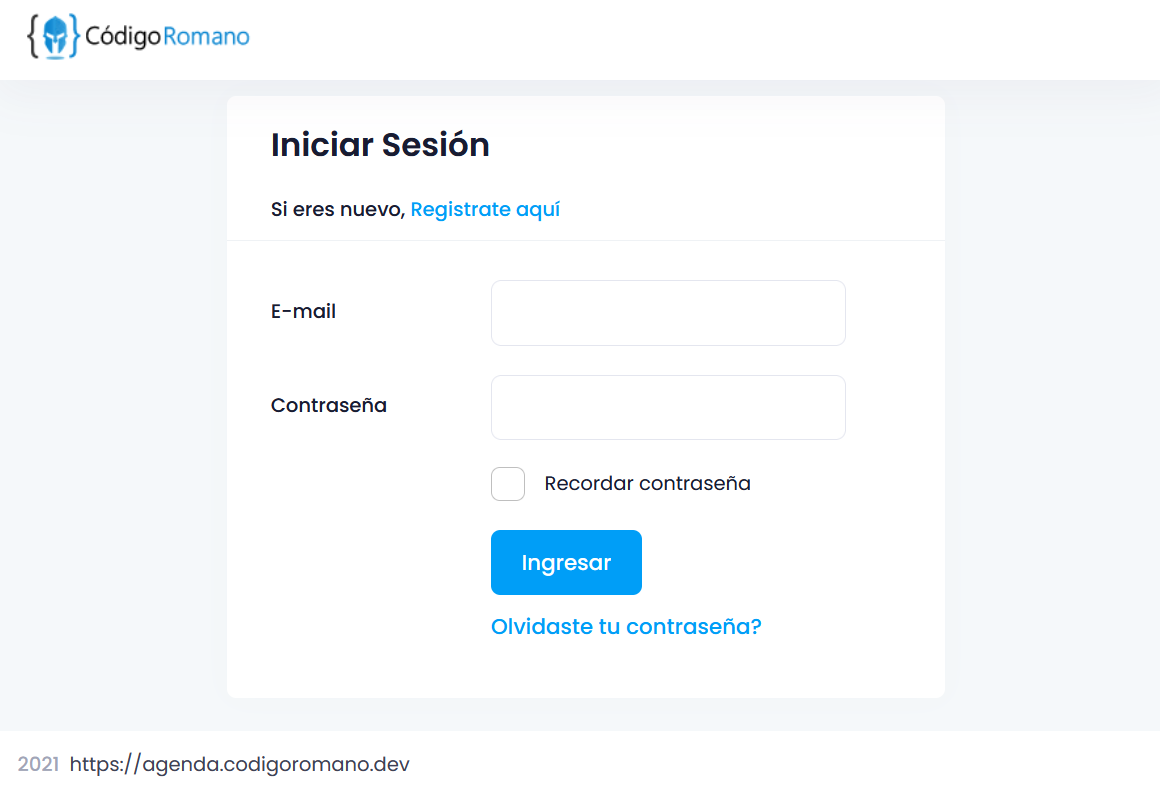 CódigoRomano
Iniciar Sesión
Si eres nuevo, Registrate aquí
E-mail
Contraseña
Recordar contraseña
Ingresar
Olvidaste tu contraseña?
2021 https://agenda.codigoromano.dev